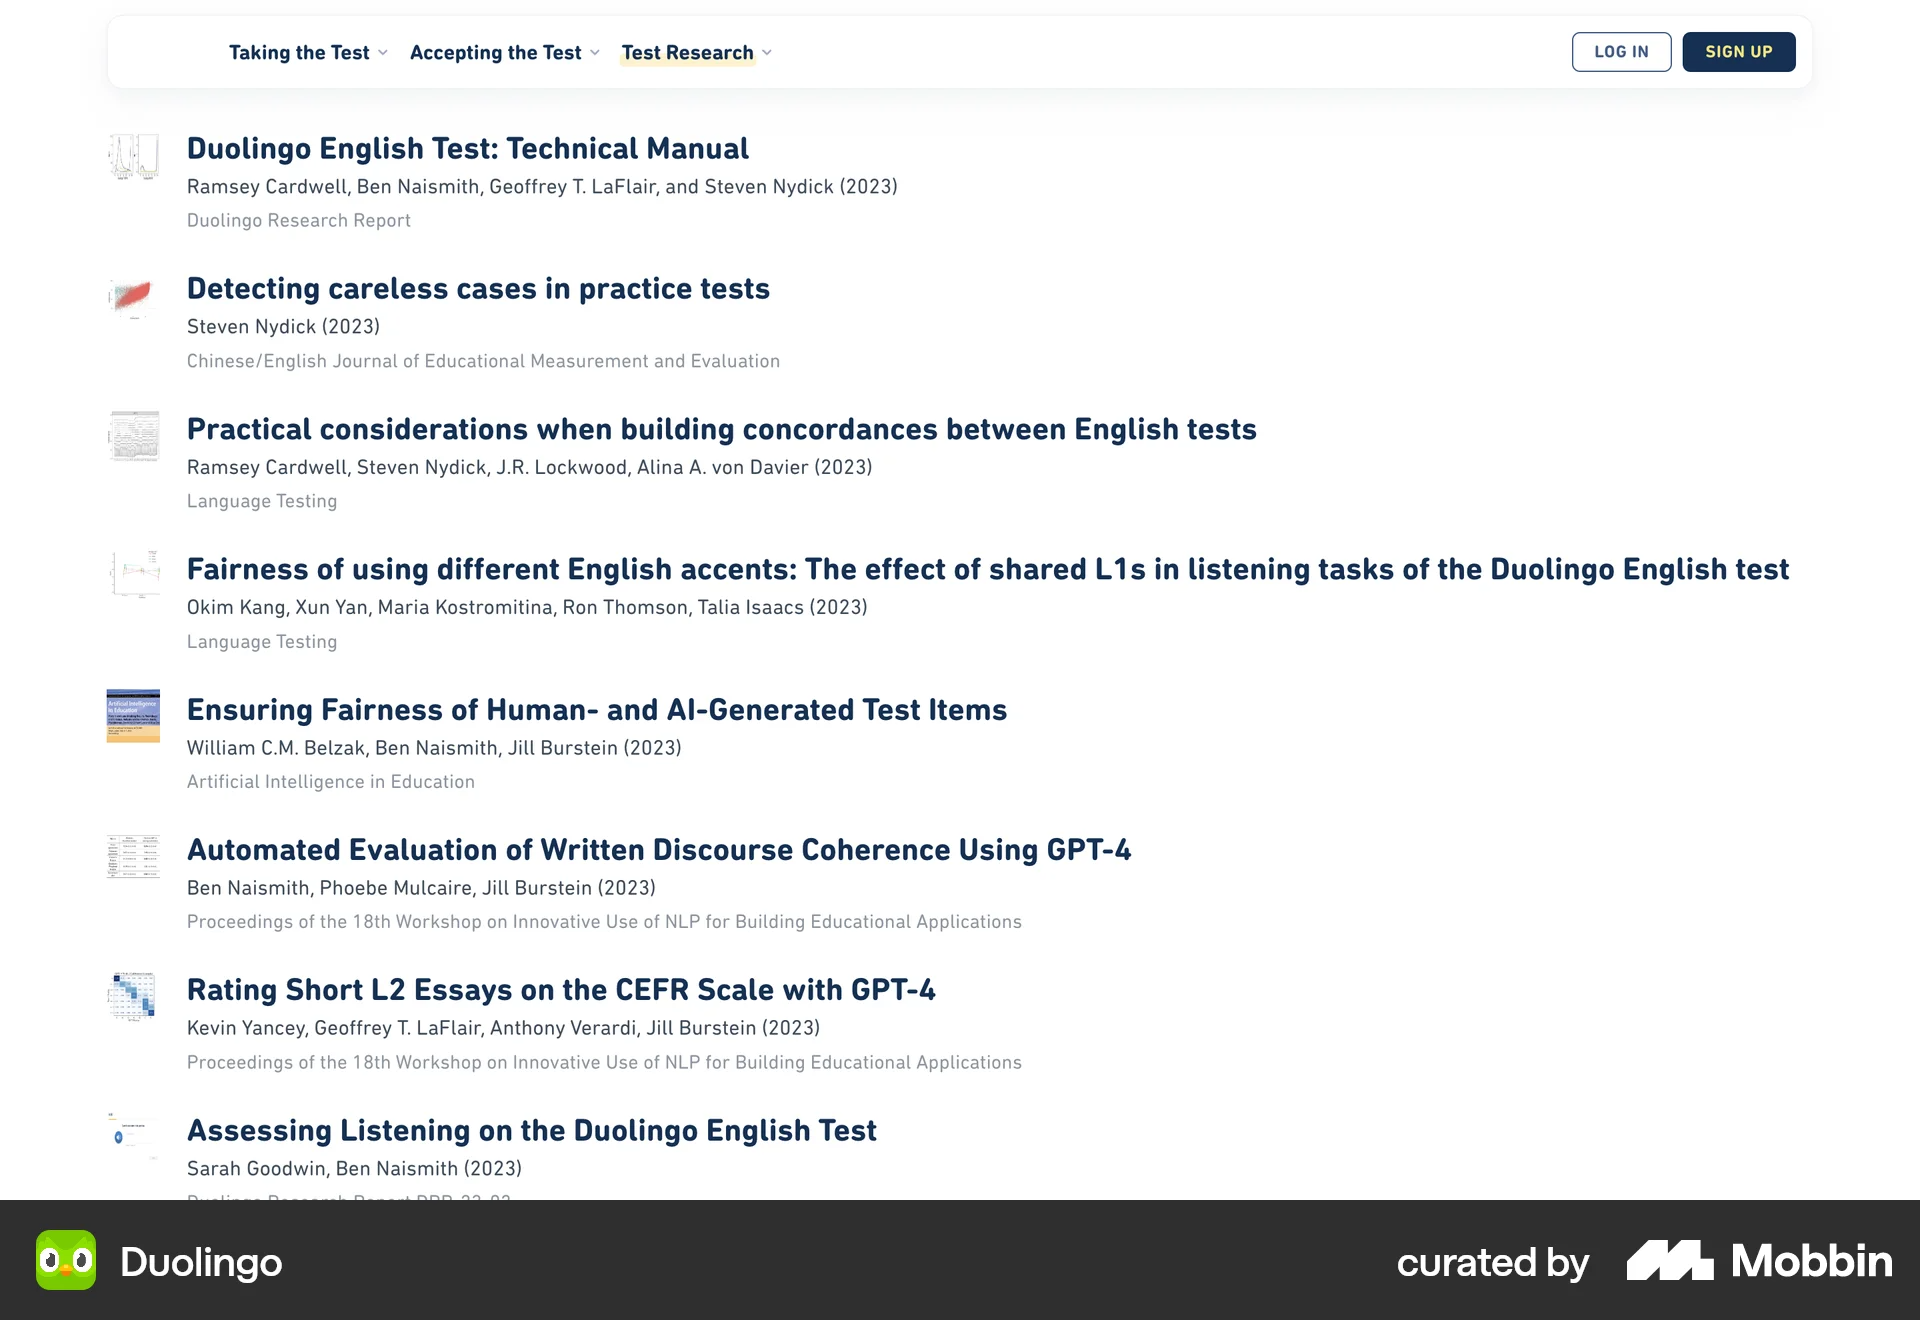 Taking the Test
Accepting the Test
Test Research
LOG IN
SIGN UP
Duolingo English Test: Technical Manual
Ramsey Cardwell, Ben Naismith, Geoffrey T. LaFlair, and Steven Nydick (2023)
Duolingo Research Report
Detecting careless cases in practice tests
Steven Nydick (2023)
Chinese/English Journal of Educational Measurement and Evaluation
Practical considerations when building concordances between English tests
Ramsey Cardwell, Steven Nydick, J.R. Lockwood, Alina A. von Davier (2023)
Language Testing
Fairness of using different English accents: The effect of shared L1s in listening tasks of the Duolingo English test
Okim Kang, Xun Yan, Maria Kostromitina, Ron Thomson, Talia Isaacs (2023)
Language Testing
Artificial Intelligence
in Education
Ensuring Fairness of Human- and AI-Generated Test Items
William C.M. Belzak, Ben Naismith, Jill Burstein (2023)
Artificial Intelligence in Education
Automated Evaluation of Written Discourse Coherence Using GPT-4
Ben Naismith, Phoebe Mulcaire, Jill Burstein (2023)
Proceedings of the 18th Workshop on Innovative Use of NLP for Building Educational Applications
Rating Short L2 Essays on the CEFR Scale with GPT-4
Kevin Yancey, Geoffrey T. LaFlair, Anthony Verardi, Jill Burstein (2023)
Proceedings of the 18th Workshop on Innovative Use of NLP for Building Educational Applications
Assessing Listening on the Duolingo English Test
Sarah Goodwin, Ben Naismith (2023)
Duolingo Research Report
Duolingo
curated by
Mobbin